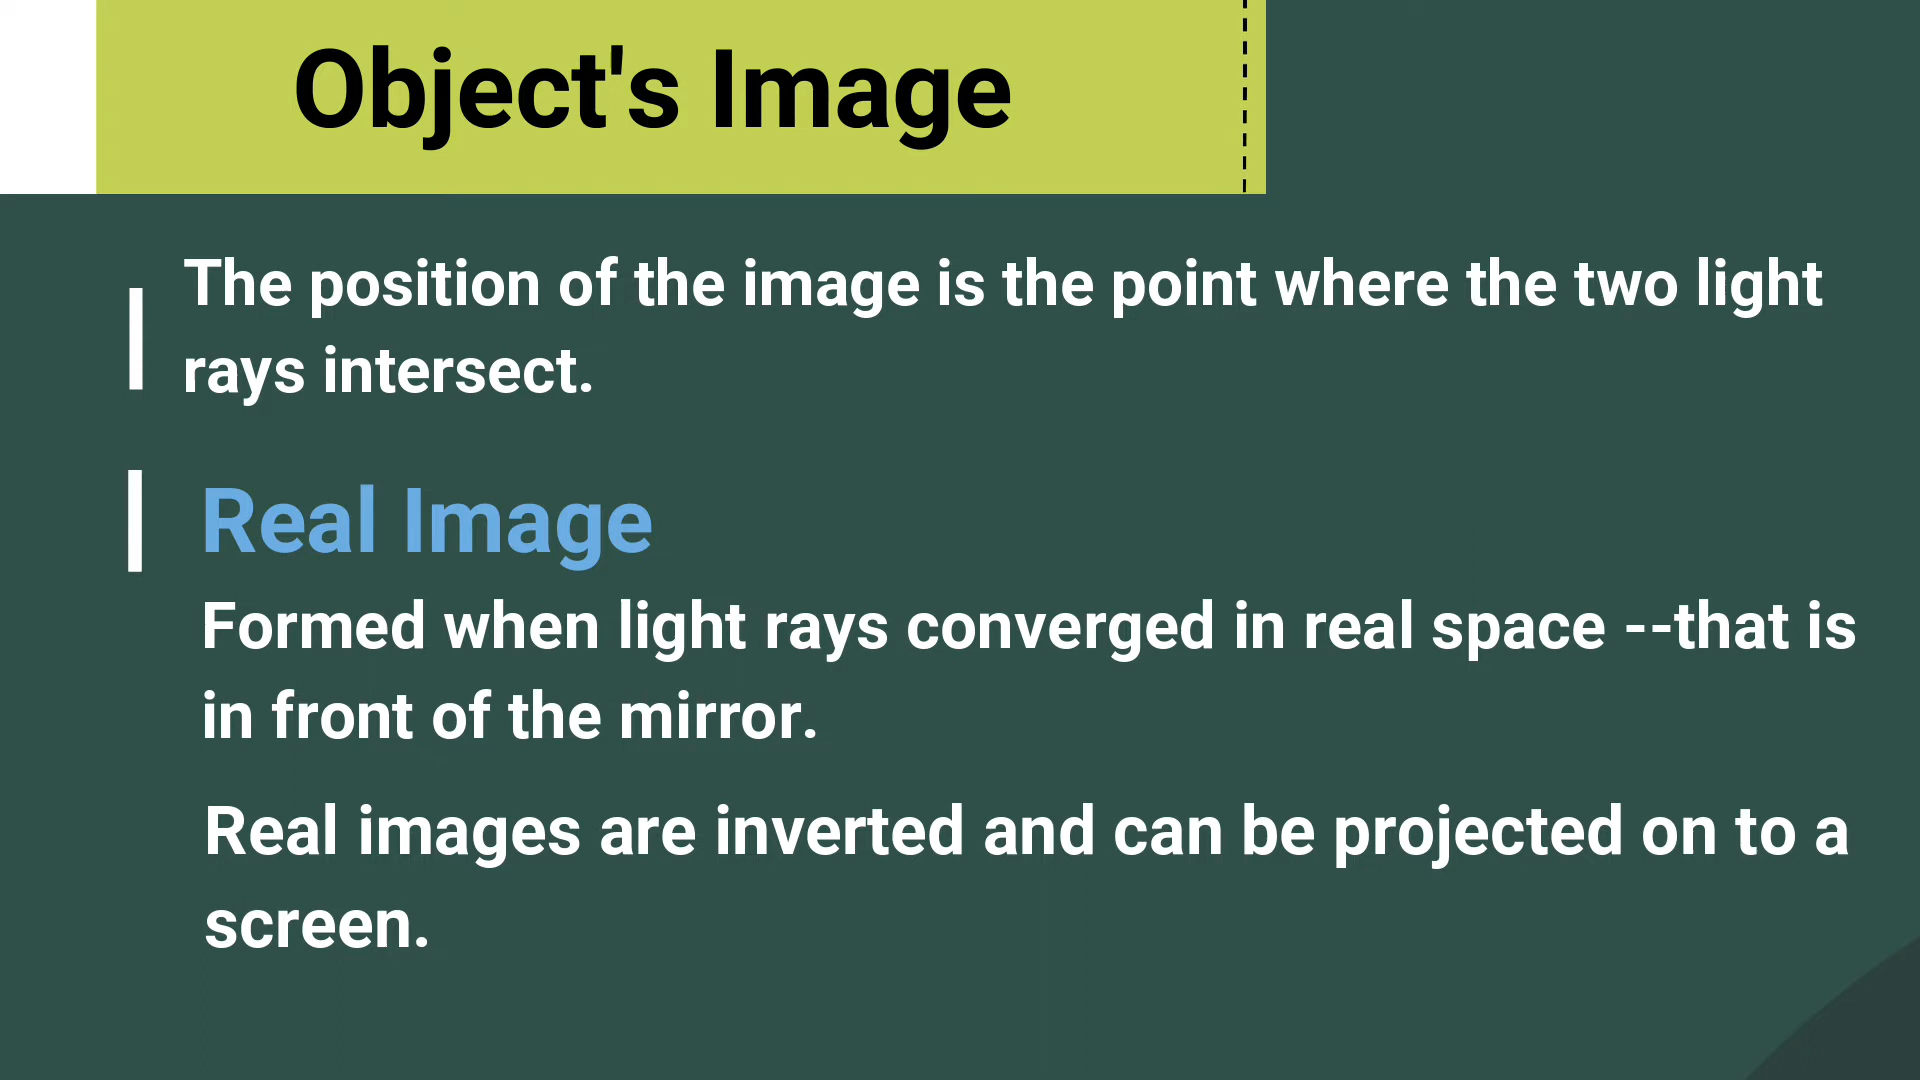 Object's Image
The position of the image is the point where the two light
rays intersect.
Real Image
Formed when light rays converged in real space --that is
in front of the mirror.
Real images are inverted and can be projected on to a
screen.